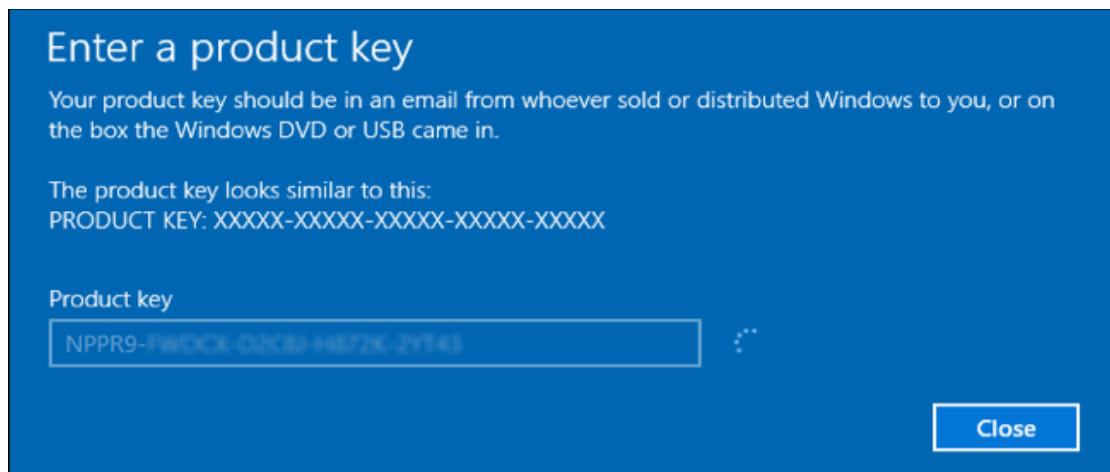 Enter a product key
Your product key should be in an email from whoever sold or distributed Windows to you, or on
the box the Windows DVD or USB came in.
The product key looks similar to this:
PRODUCT KEY: XXXXX-XXXXX-XXXXX-XXXXX-XXXXX
Product key
NPPR9-
Close